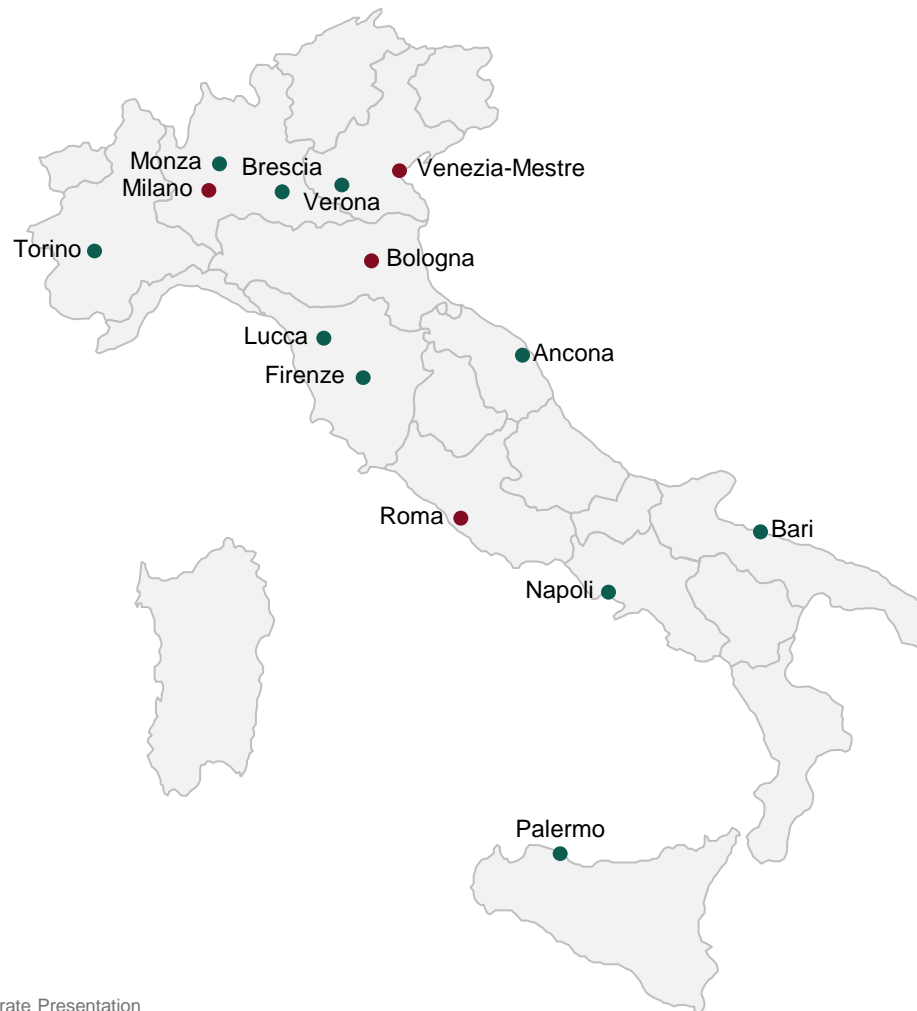 Monza
Brescia
Venezia-Mestre
Milano
Verona
Torino
Bologna
Lucca
Ancona
Firenze
Roma
Bari
Napoli
Palermo
rate Presentation